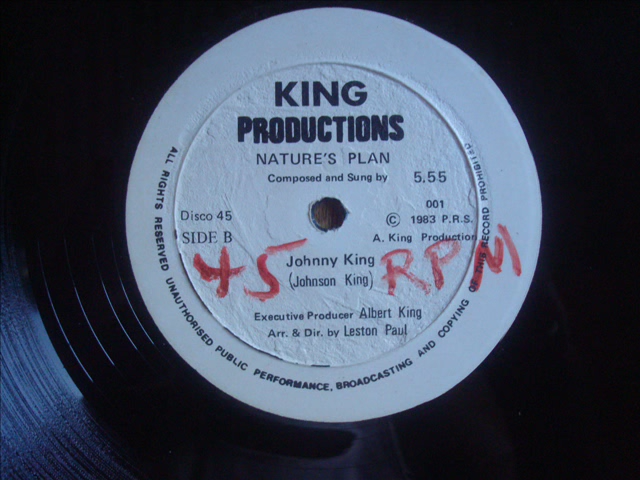 KING
PRODUCTIONS
NATURE'S PLAN
Composed and Sung by 5.55
001
Disco 45 © 1983 P.R.S.
SIDE B A. King Production
45 RPM
Johnny King
(Johnson King)
Executive Producer Albert King
Arr. & Dir. by Leston Paul
ALL RIGHTS RESERVED UNAUTHORISED PUBLIC PERFORMANCE, BROADCASTING AND COPYING OF THIS RECORD PROHIBITED